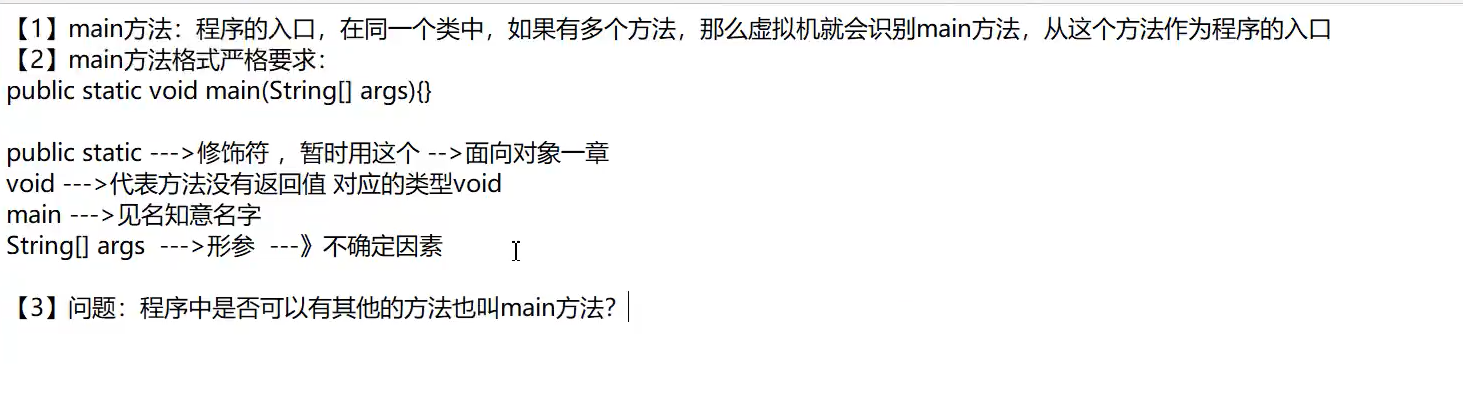 【1】main方法：程序的入口，在同一个类中，如果有多个方法，那么虚拟机就会识别main方法，从这个方法作为程序的入口
【2】main方法格式严格要求：
public static void main(String[] args){}
public static --->修饰符 ，暂时用这个 -->面向对象一章
void --->代表方法没有返回值 对应的类型void
main --->见名知意名字
String[] args  --->形参  ---》不确定因素
【3】问题：程序中是否可以有其他的方法也叫main方法？